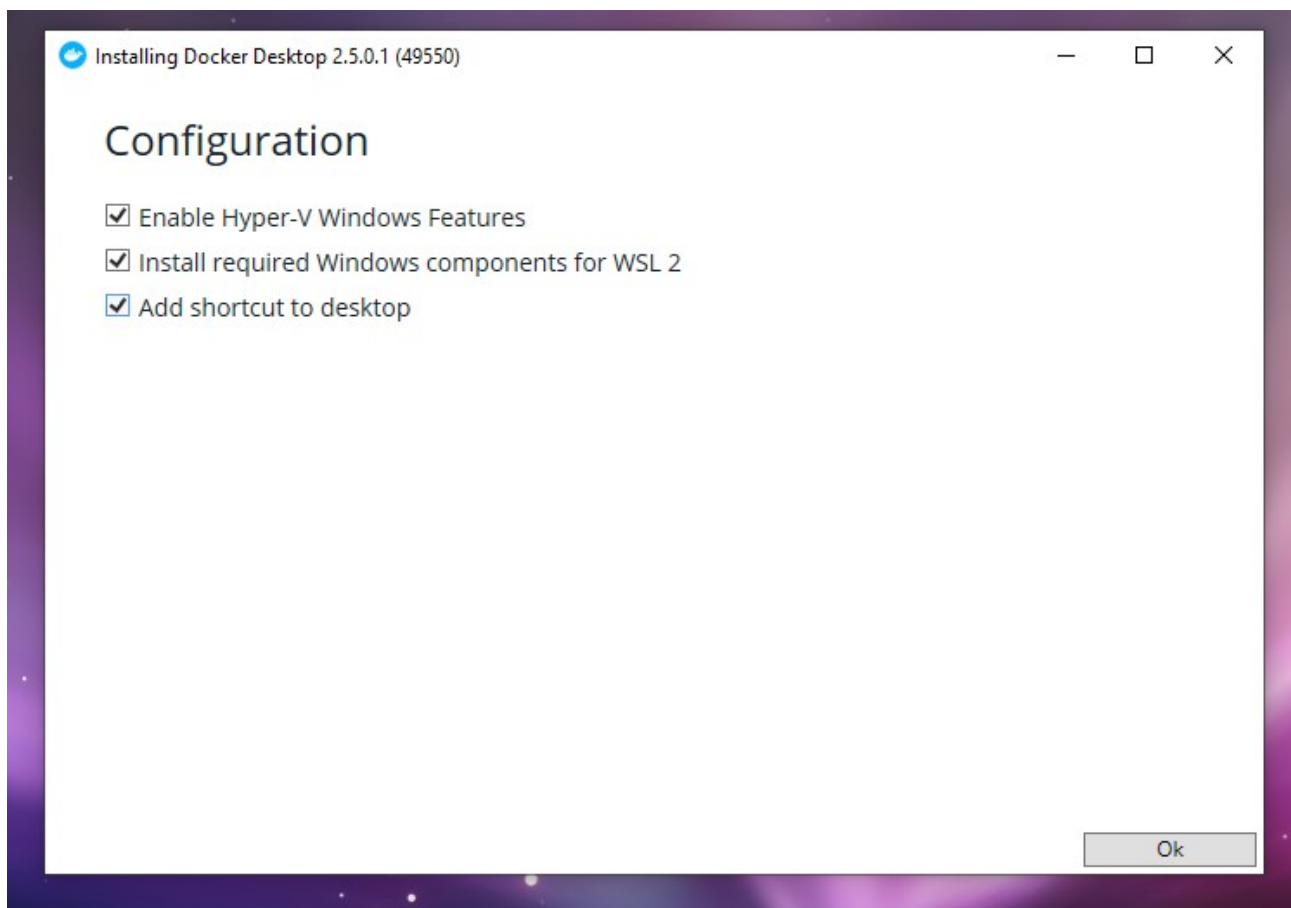 Installing Docker Desktop 2.5.0.1 (49550)
Configuration
Enable Hyper-V Windows Features
Install required Windows components for WSL 2
Add shortcut to desktop
Ok